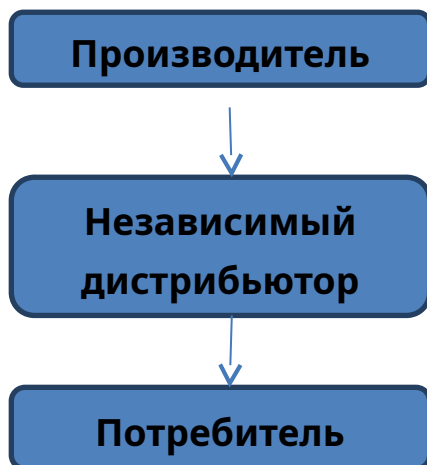 Производитель
Независимый
дистрибьютор
Потребитель